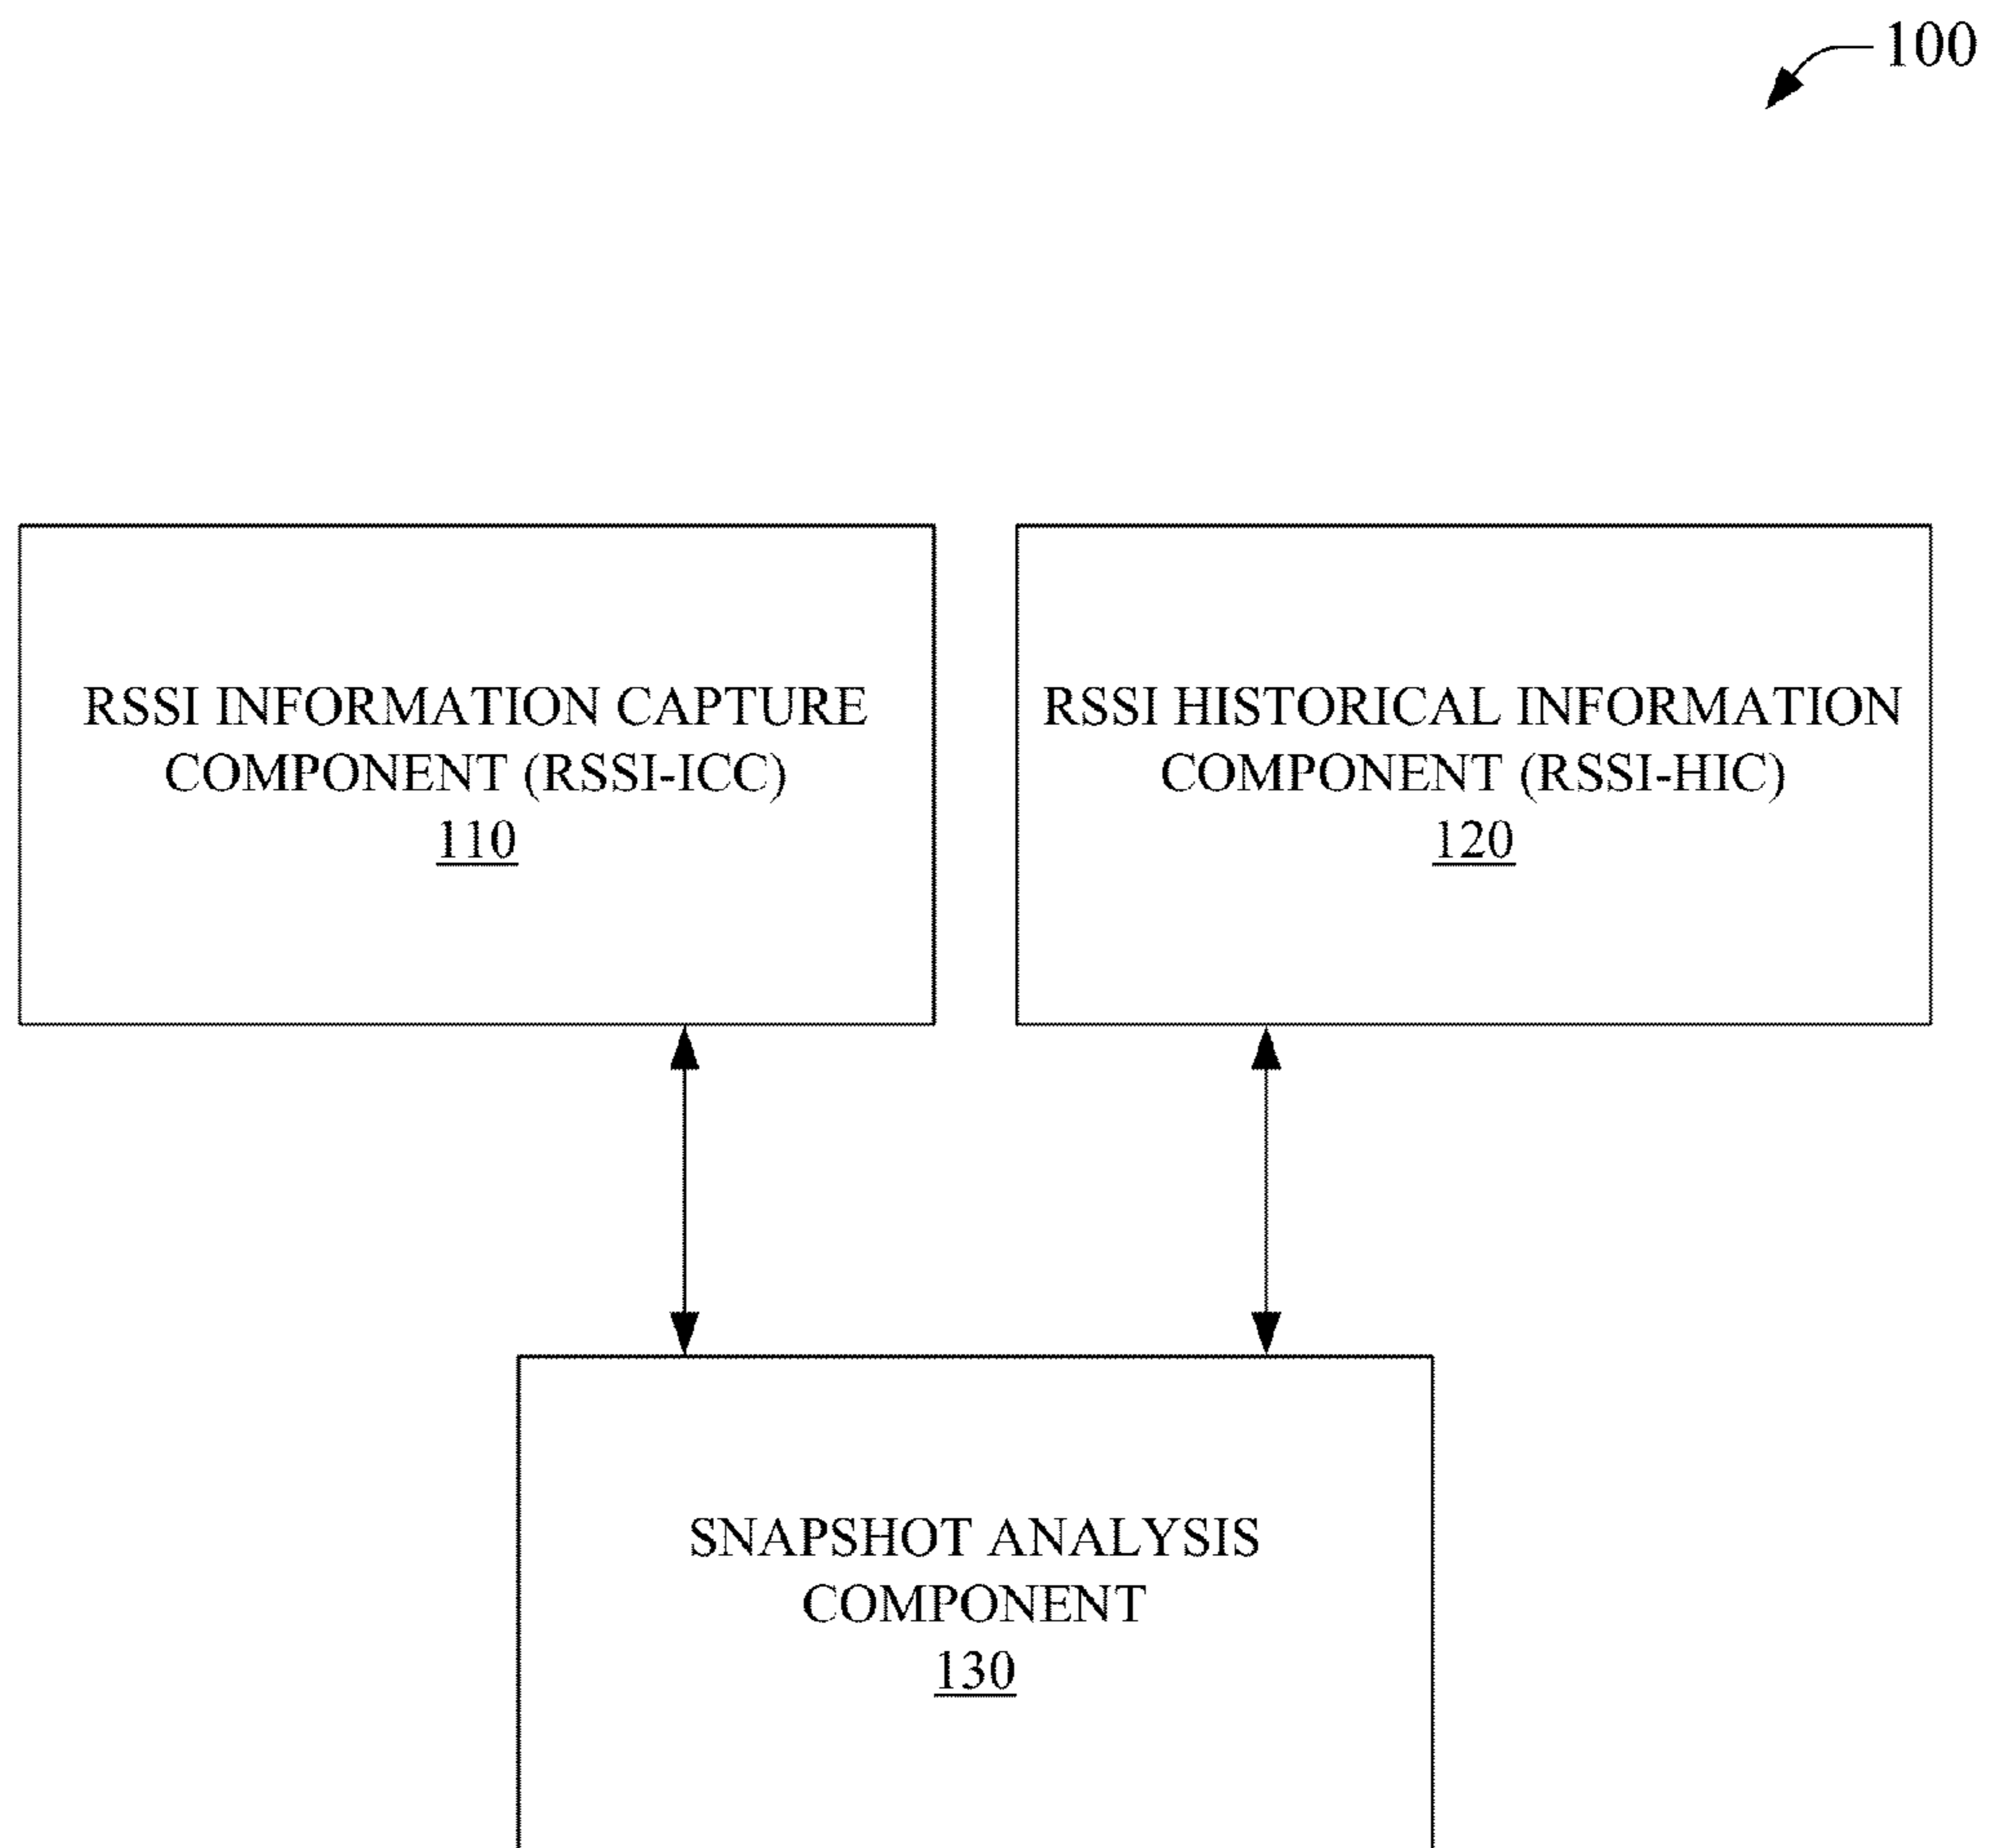 100
RSSI INFORMATION CAPTURE
COMPONENT (RSSI-ICC)
110
RSSI HISTORICAL INFORMATION
COMPONENT (RSSI-HIC)
120
SNAPSHOT ANALYSIS
COMPONENT
130